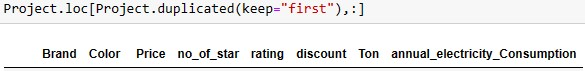 Project.loc[Project.duplicated(keep="first"),:]
Brand Color Price no_of_star rating discount Ton annual_electricity_Consumption